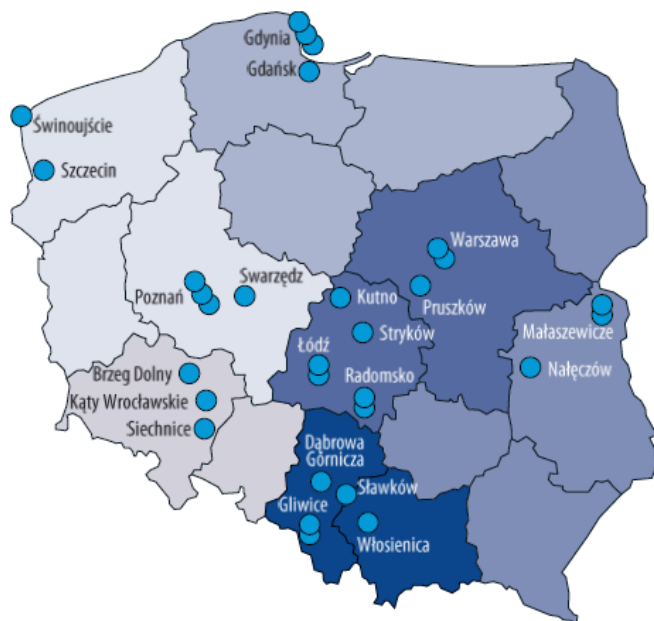 Gdynia
Gdańsk
Świnoujście
Szczecin
Warszawa
Swarzędz
Poznań
Kutno
Pruszków
Małaszewicze
Stryków
Łódź
Nałęczów
Brzeg Dolny
Radomsko
Kąty Wrocławskie
Siechnice
Dąbrowa
Górnicza
Sławków
Gliwice
Włosienica